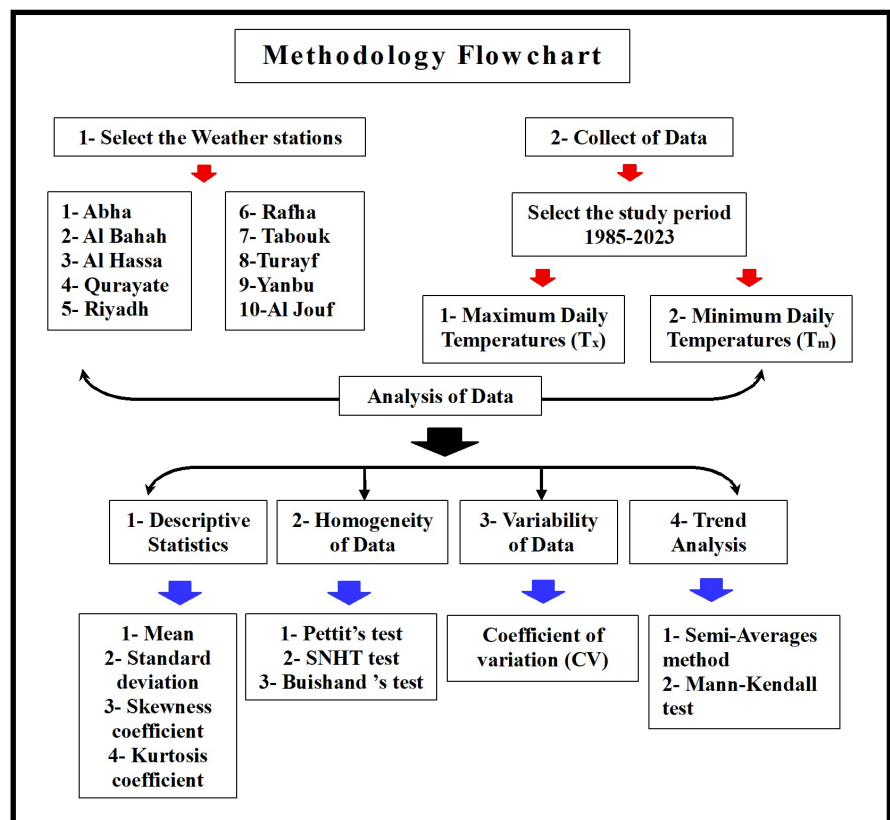 Methodology Flowchart
1- Select the Weather stations
2- Collect of Data
1- Abha
2- Al Bahah
3- Al Hassa
4- Qurayate
5- Riyadh
6- Rafha
7- Tabouk
8-Turayf
9-Yanbu
10-Al Jouf
Select the study period
1985-2023
1- Maximum Daily
Temperatures (Tx)
2- Minimum Daily
Temperatures (Tm)
Analysis of Data
1- Descriptive
Statistics
2- Homogeneity
of Data
3- Variability
of Data
4- Trend
Analysis
1- Mean
2- Standard
deviation
3- Skewness
coefficient
4- Kurtosis
coefficient
1- Pettit’s test
2- SNHT test
3- Buishand ’s test
Coefficient of
variation (CV)
1- Semi-Averages
method
2- Mann-Kendall
test